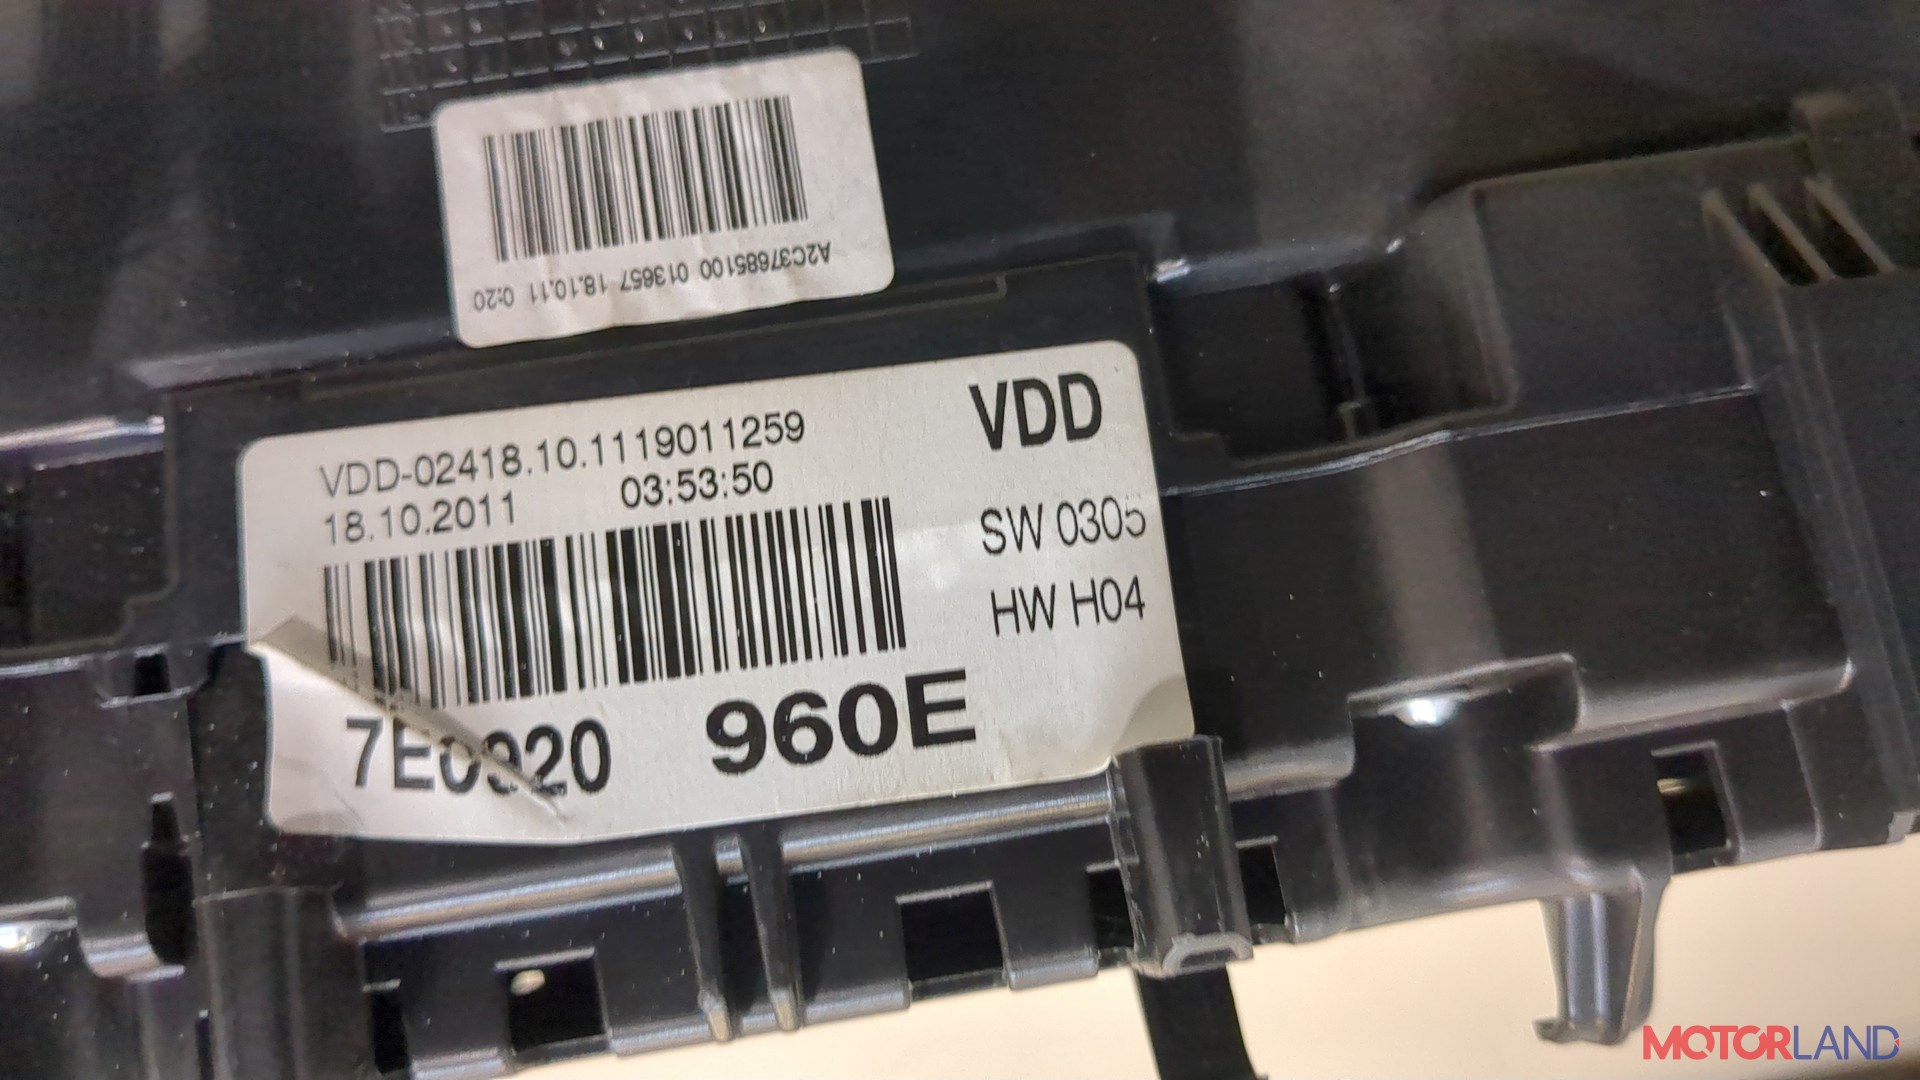 A2C37685100 013657 18.10.11 0:20
VDD-02418.10.1119011259
18.10.2011 03:53:50
VDD
SW 0305
HW H04
7E0920 960E
MOTORLAND